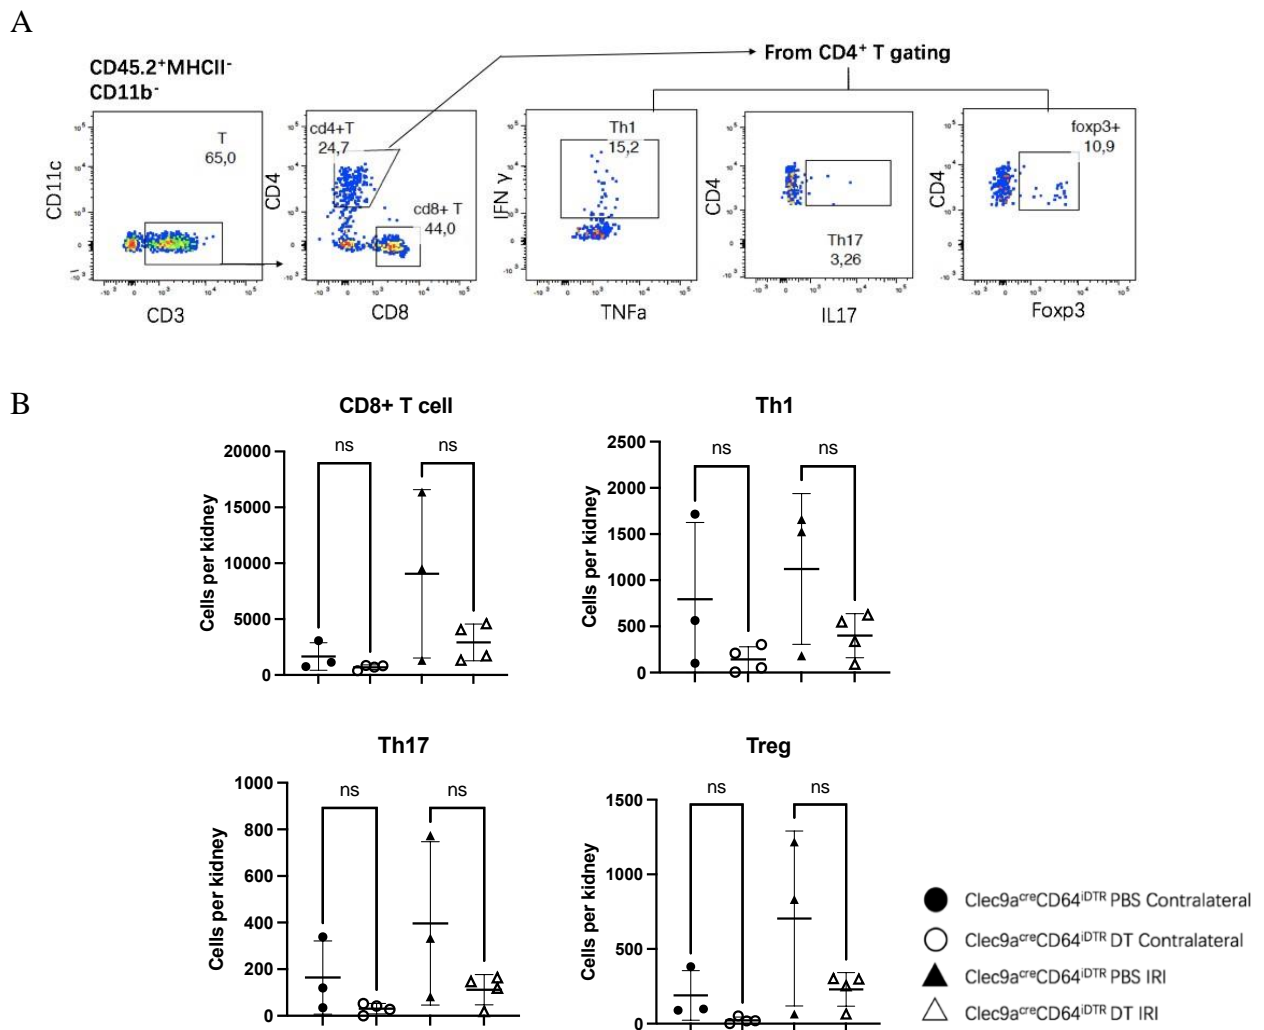 A
CD45.2⁺MHCII⁻
CD11b⁻
From CD4⁺ T gating
T
65,0
CD11c
CD3
cd4+T
24,7
cd8+ T
44,0
CD4
CD8
Th1
15,2
IFN γ
TNFa
Th17
3,26
CD4
IL17
foxp3+
10,9
CD4
Foxp3
B
CD8+ T cell
ns
ns
20000
15000
10000
5000
0
Cells per kidney
Th1
ns
ns
2500
2000
1500
1000
500
0
Cells per kidney
Th17
ns
ns
1000
800
600
400
200
0
Cells per kidney
Treg
ns
ns
1500
1000
500
0
Cells per kidney
Clec9aᶜʳᵉCD64ⁱᴰᵀᴿ PBS Contralateral
Clec9aᶜʳᵉCD64ⁱᴰᵀᴿ DT Contralateral
Clec9aᶜʳᵉCD64ⁱᴰᵀᴿ PBS IRI
Clec9aᶜʳᵉCD64ⁱᴰᵀᴿ DT IRI